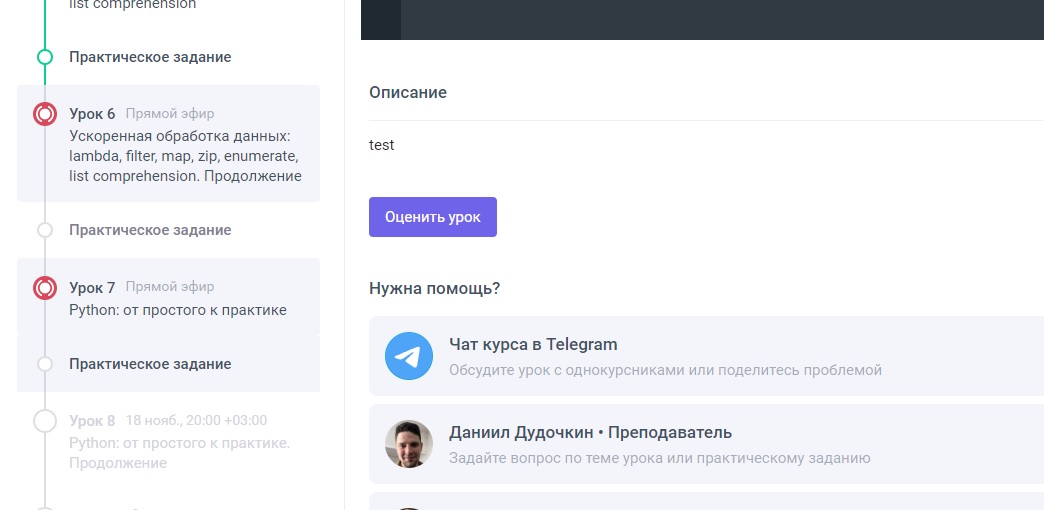 list comprehension
Практическое задание
Урок 6 Прямой эфир
Ускоренная обработка данных:
lambda, filter, map, zip, enumerate,
list comprehension. Продолжение
Практическое задание
Урок 7 Прямой эфир
Python: от простого к практике
Практическое задание
Урок 8 18 нояб., 20:00 +03:00
Python: от простого к практике.
Продолжение
Описание
test
Оценить урок
Нужна помощь?
Чат курса в Telegram
Обсудите урок с однокурсниками или поделитесь проблемой
Даниил Дудочкин • Преподаватель
Задайте вопрос по теме урока или практическому заданию